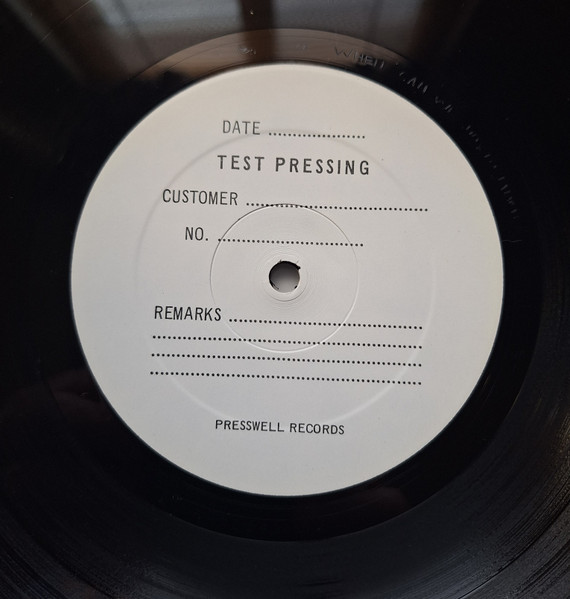 DATE ....................
TEST PRESSING
CUSTOMER ......................................
NO. ..............................
REMARKS ........................................
........................................................
........................................................
........................................................
PRESSWELL RECORDS